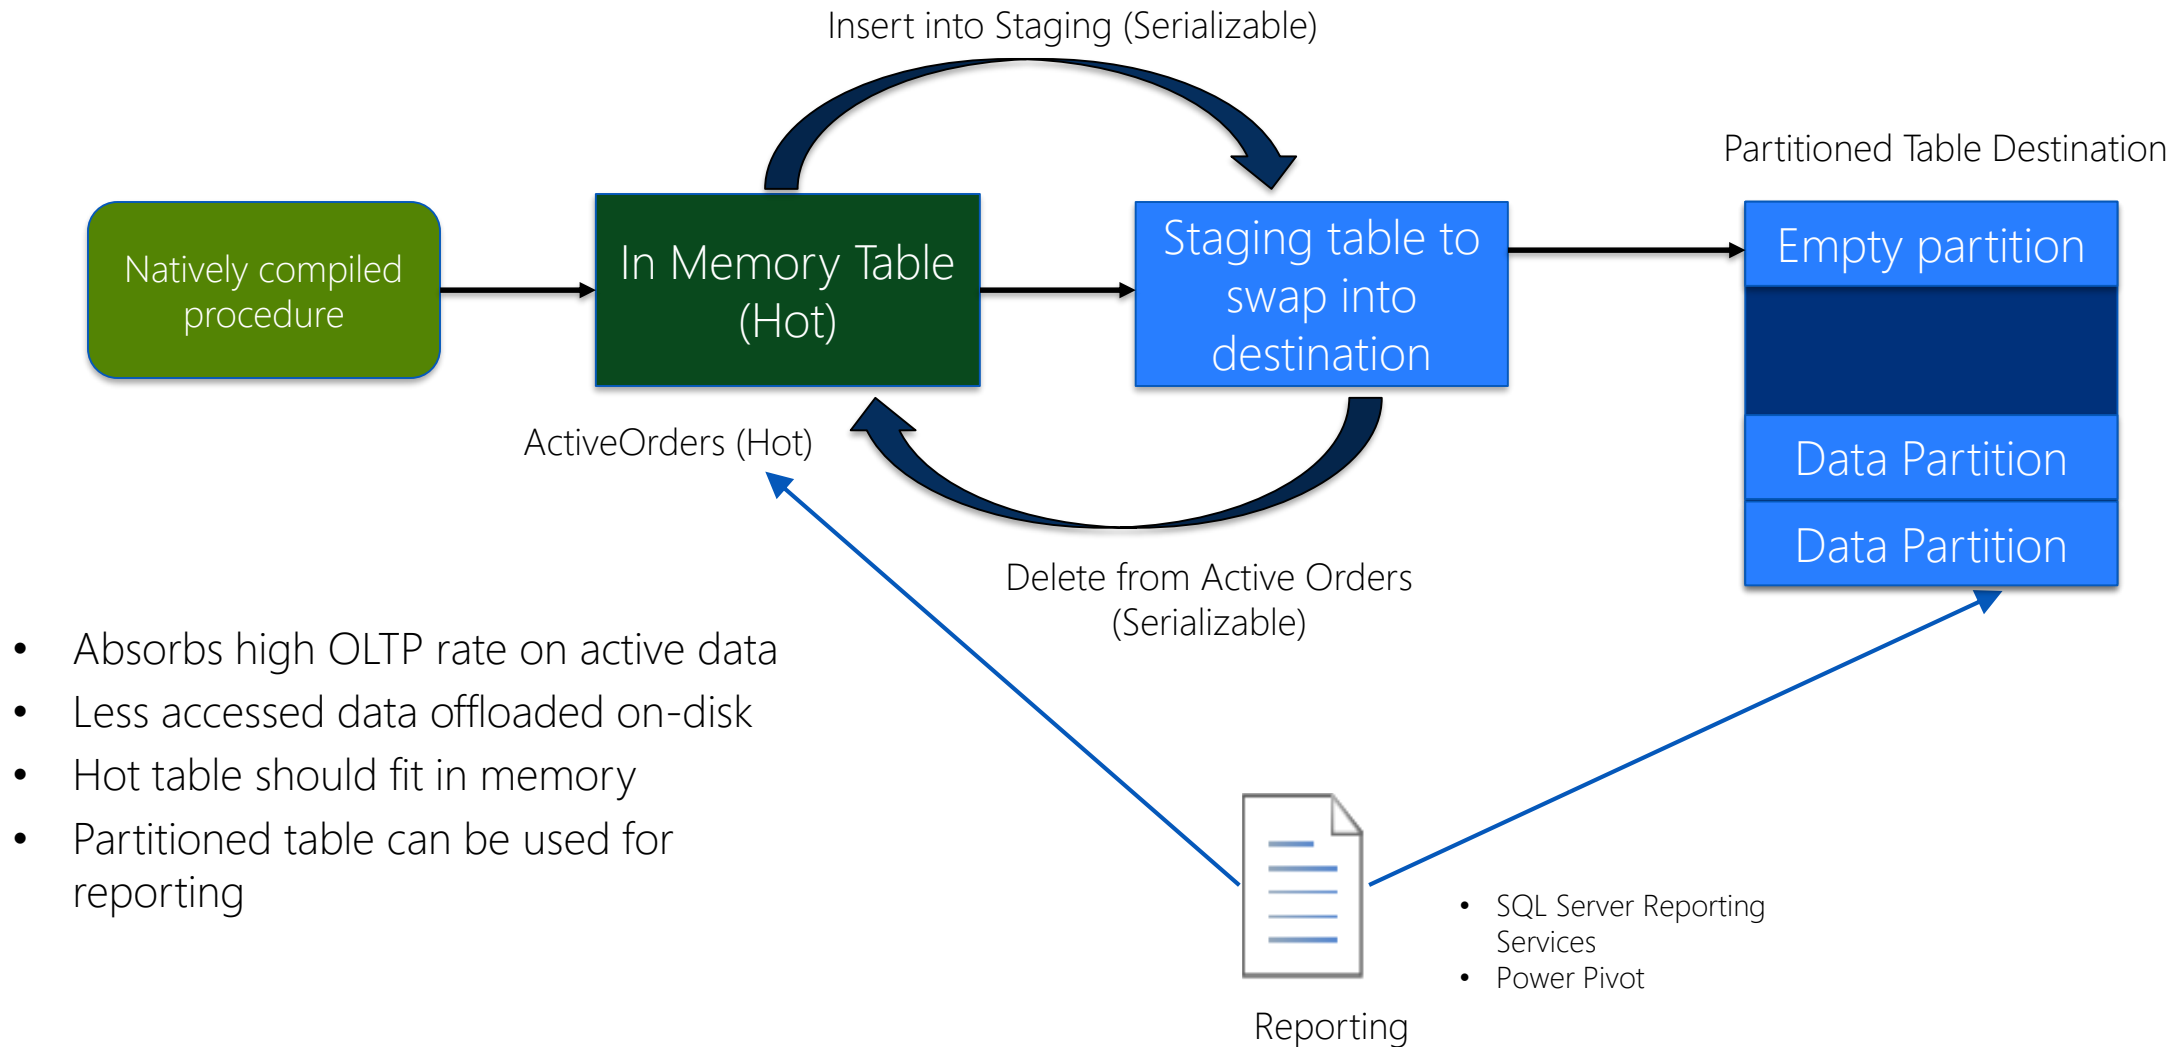 Insert into Staging (Serializable)
Partitioned Table Destination
Natively compiled
procedure
In Memory Table
(Hot)
Staging table to
swap into
destination
Empty partition
Data Partition
Data Partition
ActiveOrders (Hot)
Delete from Active Orders
(Serializable)
• Absorbs high OLTP rate on active data
• Less accessed data offloaded on-disk
• Hot table should fit in memory
• Partitioned table can be used for
reporting
• SQL Server Reporting
Services
• Power Pivot
Reporting